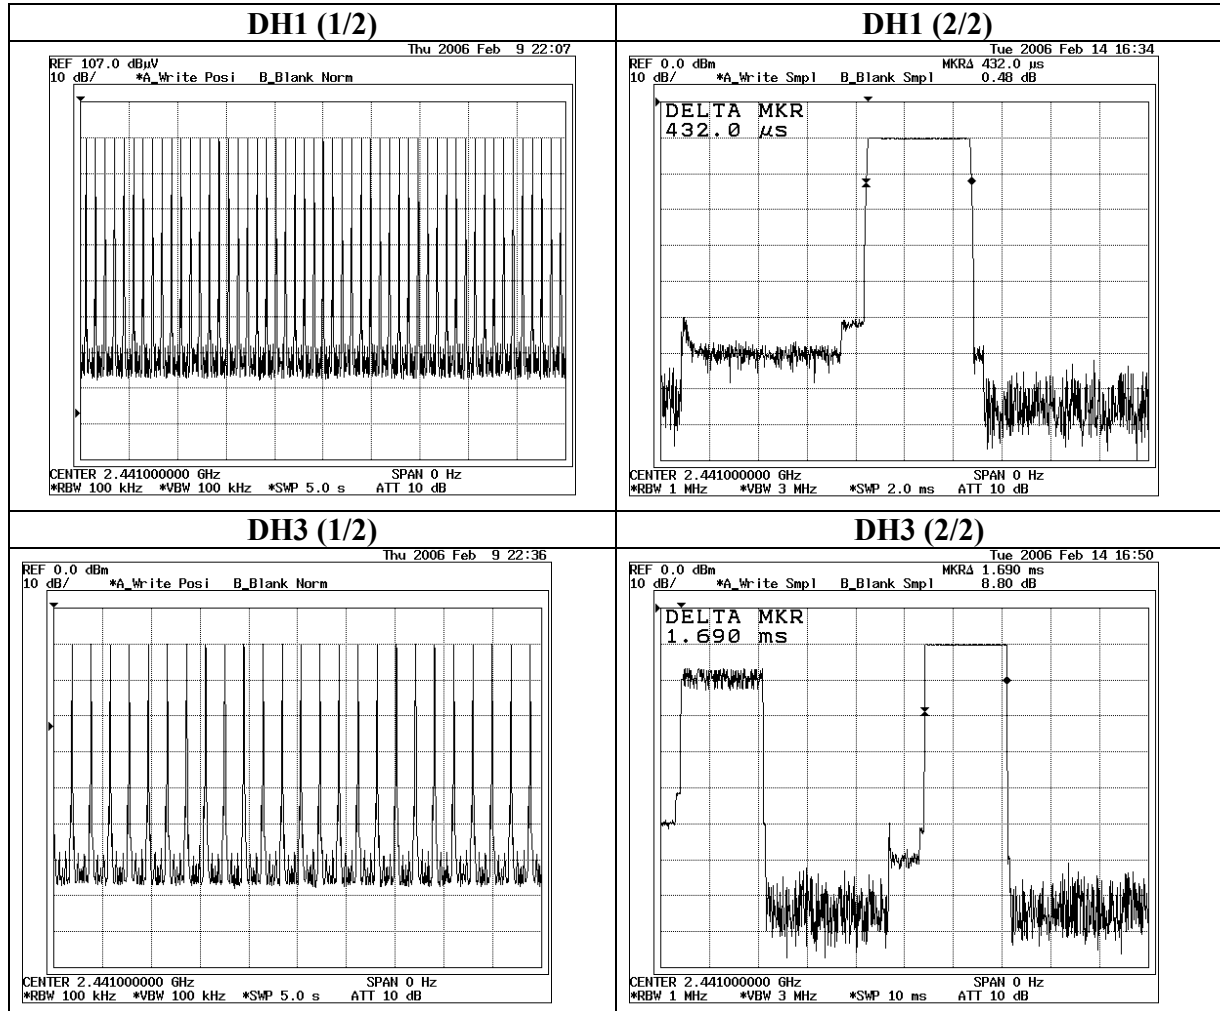 DH1 (1/2)
Thu 2006 Feb 9 22:07
REF 107.0 dBµV
10 dB/ *A_Write Posi B_Blank Norm
CENTER 2.441000000 GHz SPAN 0 Hz
*RBW 100 kHz *VBW 100 kHz *SWP 5.0 s ATT 10 dB
DH1 (2/2)
Tue 2006 Feb 14 16:34
REF 0.0 dBm MKRΔ 432.0 µs
10 dB/ *A_Write Smpl B_Blank Smpl 0.48 dB
DELTA MKR
432.0 µs
CENTER 2.441000000 GHz SPAN 0 Hz
*RBW 1 MHz *VBW 3 MHz *SWP 2.0 ms ATT 10 dB
DH3 (1/2)
Thu 2006 Feb 9 22:36
REF 0.0 dBm
10 dB/ *A_Write Posi B_Blank Norm
CENTER 2.441000000 GHz SPAN 0 Hz
*RBW 100 kHz *VBW 100 kHz *SWP 5.0 s ATT 10 dB
DH3 (2/2)
Tue 2006 Feb 14 16:50
REF 0.0 dBm MKRΔ 1.690 ms
10 dB/ *A_Write Smpl B_Blank Smpl 8.80 dB
DELTA MKR
1.690 ms
CENTER 2.441000000 GHz SPAN 0 Hz
*RBW 1 MHz *VBW 3 MHz *SWP 10 ms ATT 10 dB